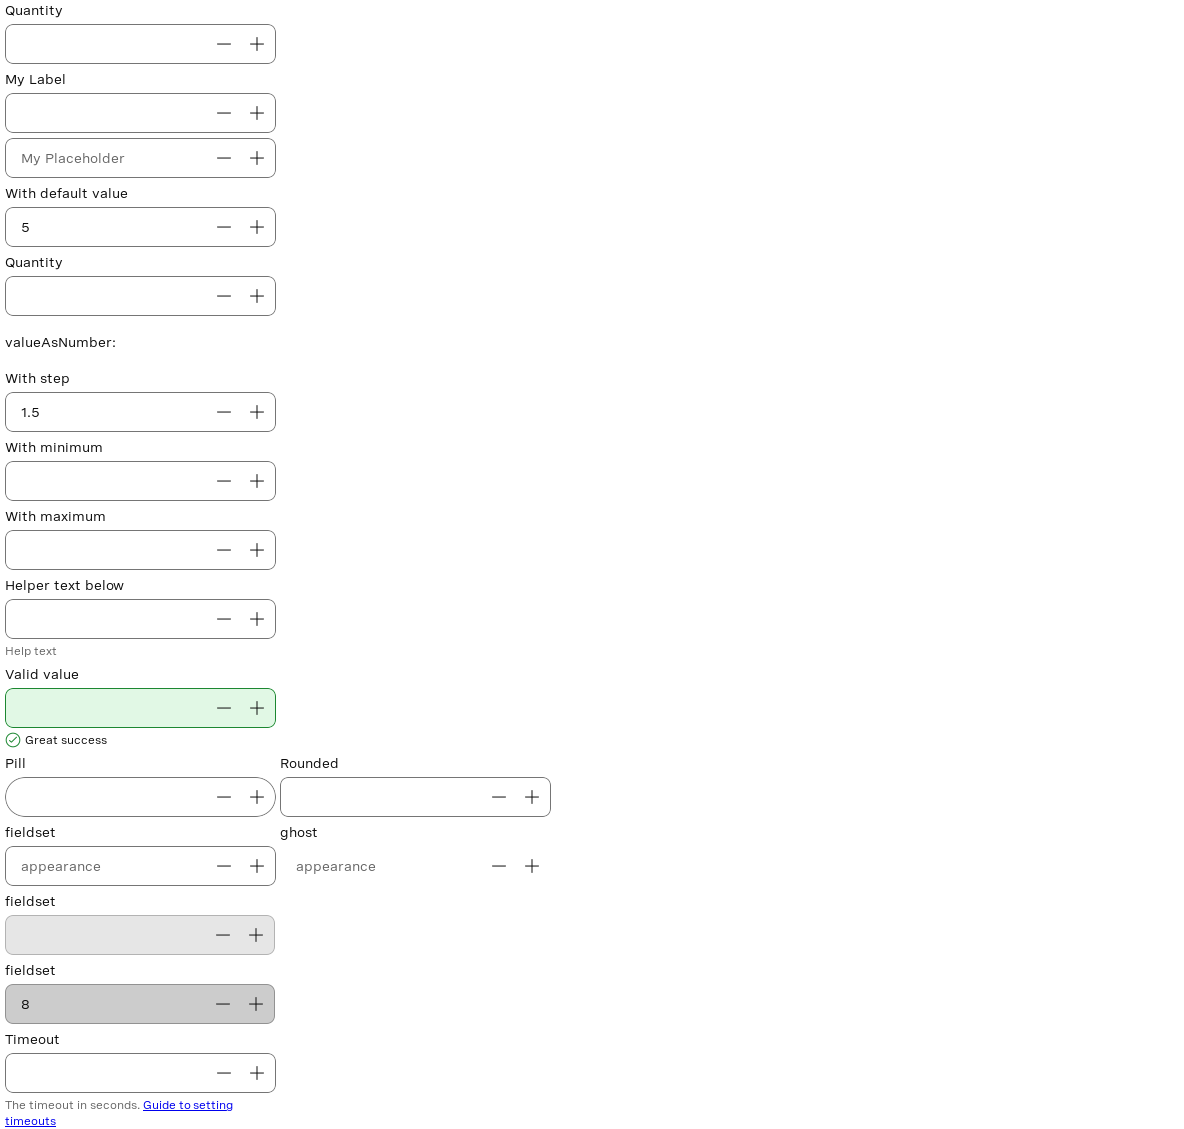 Quantity
My Label
My Placeholder
With default value
5
Quantity
valueAsNumber:
With step
1.5
With minimum
With maximum
Helper text below
Help text
Valid value
Great success
Pill
Rounded
fieldset
ghost
appearance
appearance
fieldset
fieldset
8
Timeout
The timeout in seconds. Guide to setting
timeouts